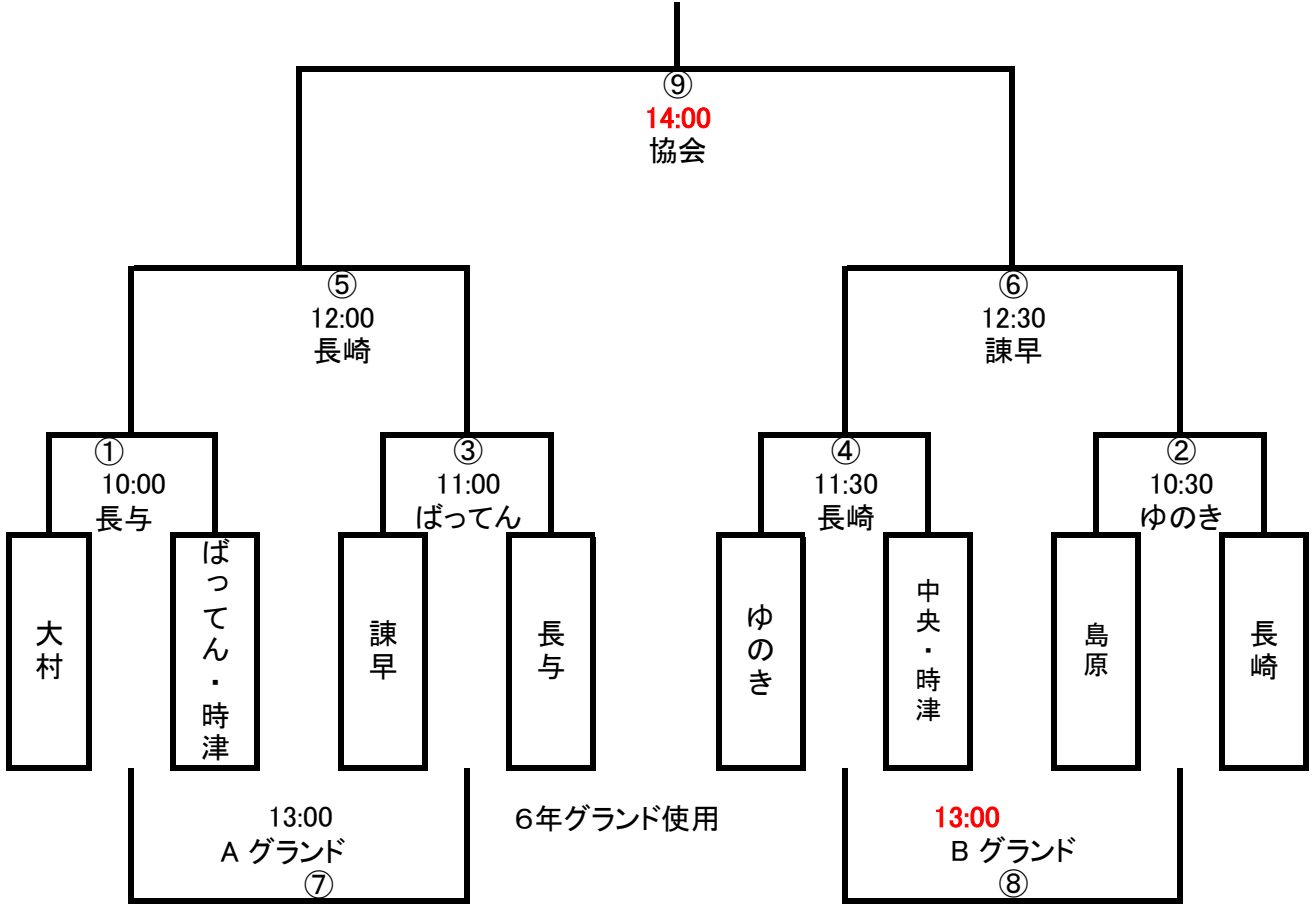 ⑨
14:00
協会
⑤
12:00
長崎
⑥
12:30
諫早
①
10:00
長与
③
11:00
ばってん
④
11:30
長崎
②
10:30
ゆのき
大村
ばってん・時津
諫早
長与
ゆのき
中央・時津
島原
長崎
13:00
A グランド
⑦
６年グランド使用
13:00
B グランド
⑧